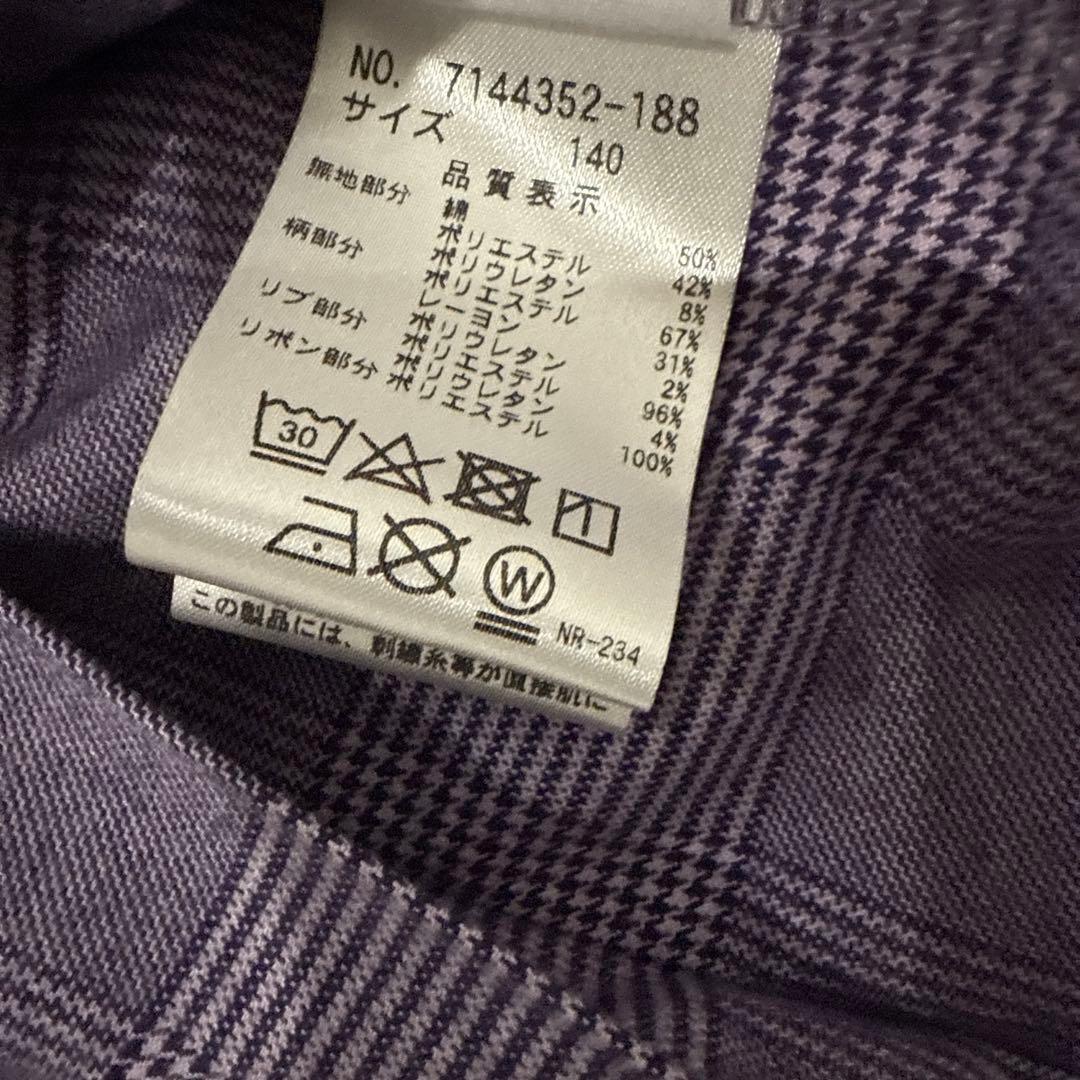 NO. 7144352-188
サイズ 140
品質表示
無地部分 綿 50%
ポリエステル 42%
ポリウレタン 8%
柄部分 ポリエステル 67%
レーヨン 31%
ポリウレタン 2%
リブ部分 ポリエステル 96%
ポリウレタン 4%
リボン部分 ポリエステル 100%
30
W
NR-234
この製品には、刺繍糸等が直接肌に